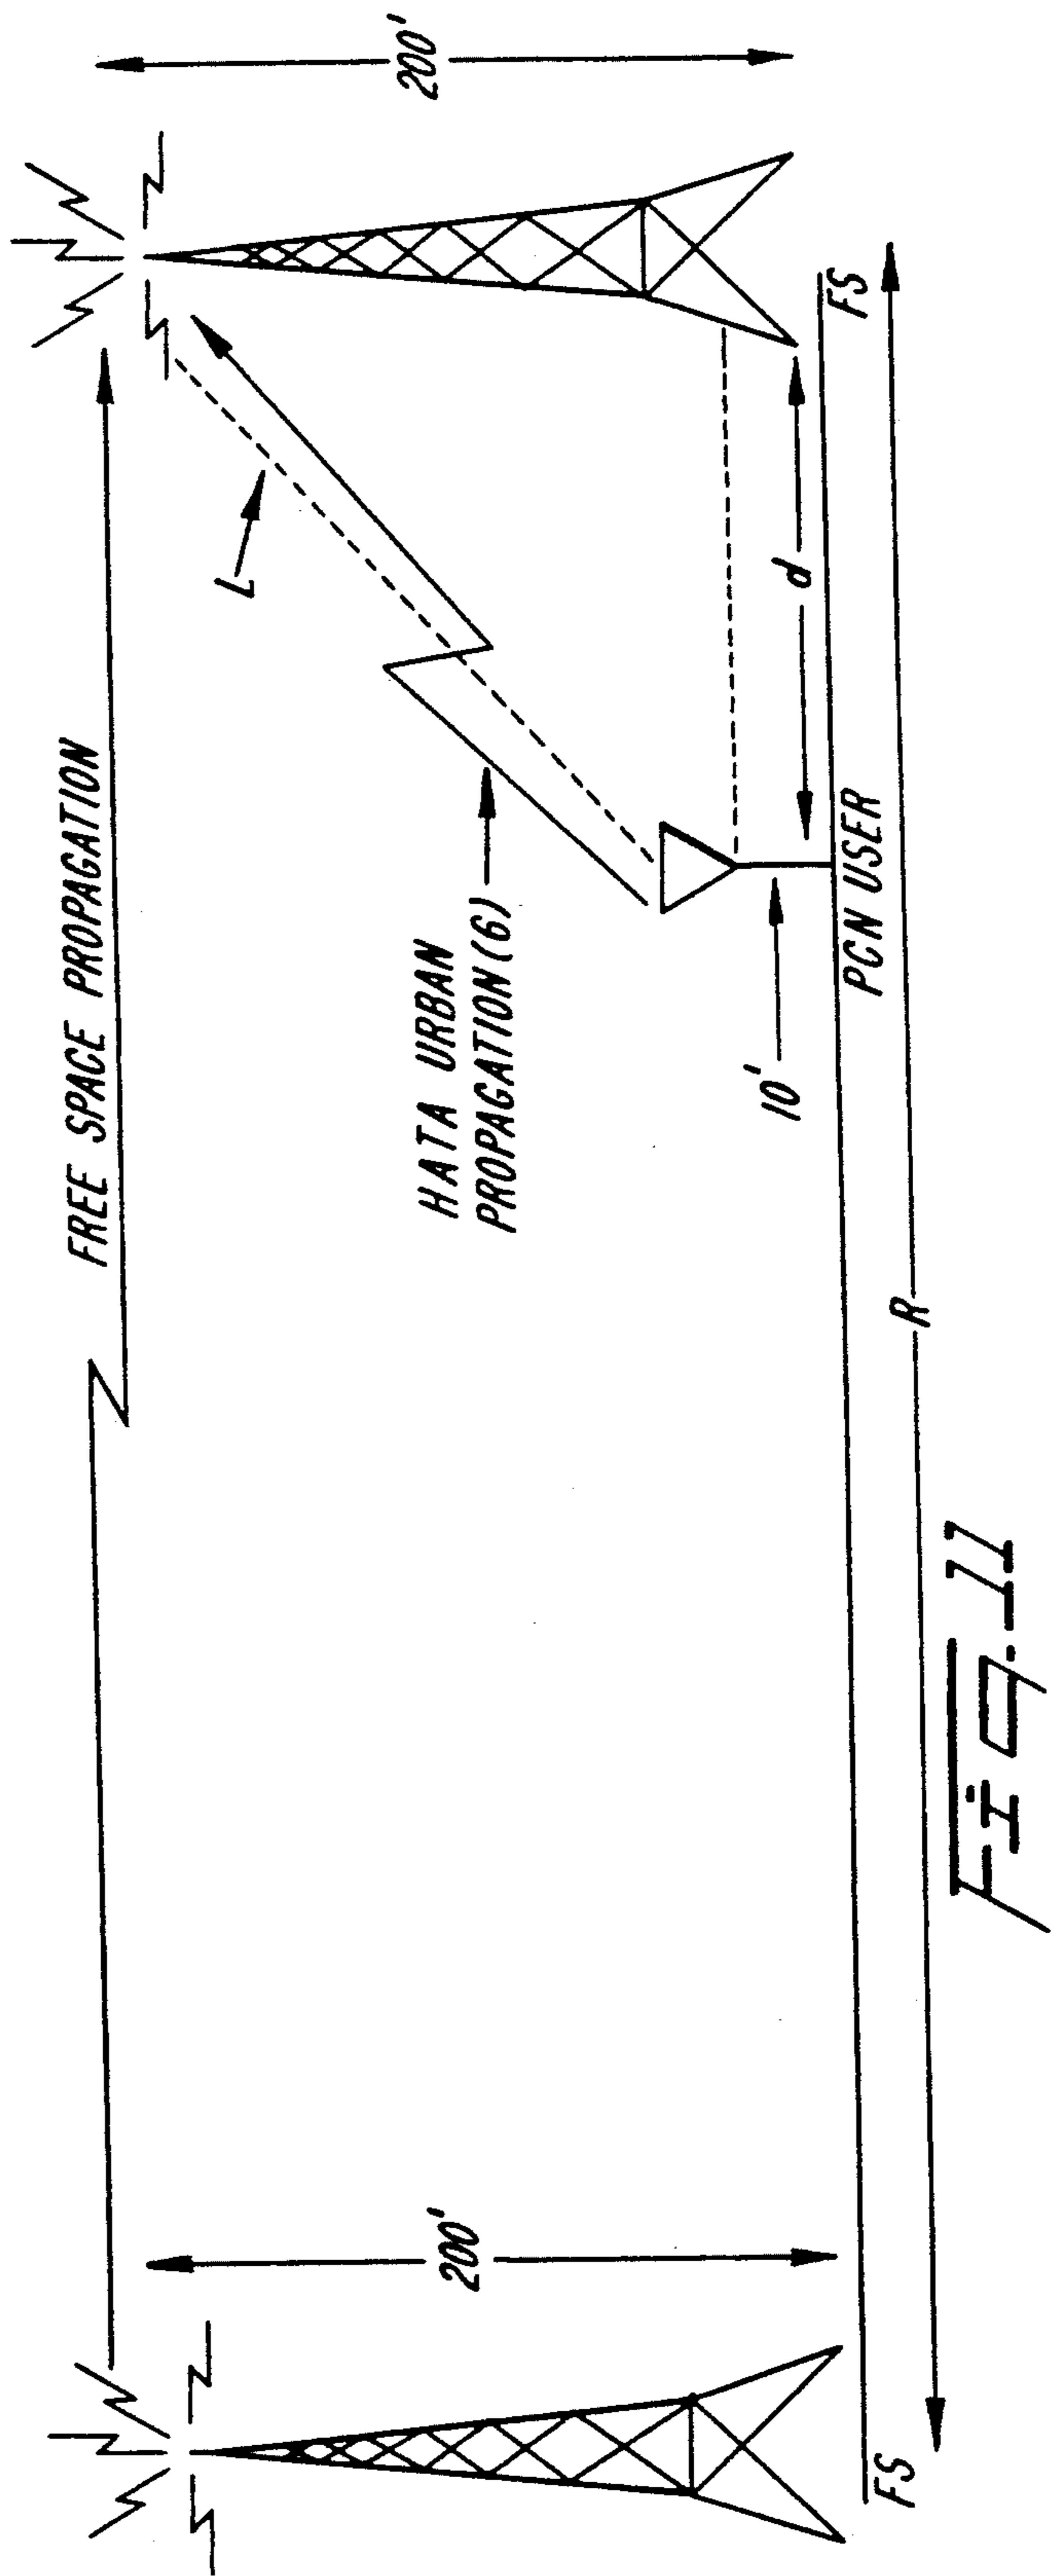 FREE SPACE PROPAGATION
200'
200'
L
HATA URBAN
PROPAGATION (6)
10'
d
FS
PCN USER
FS
R
Fig. 11